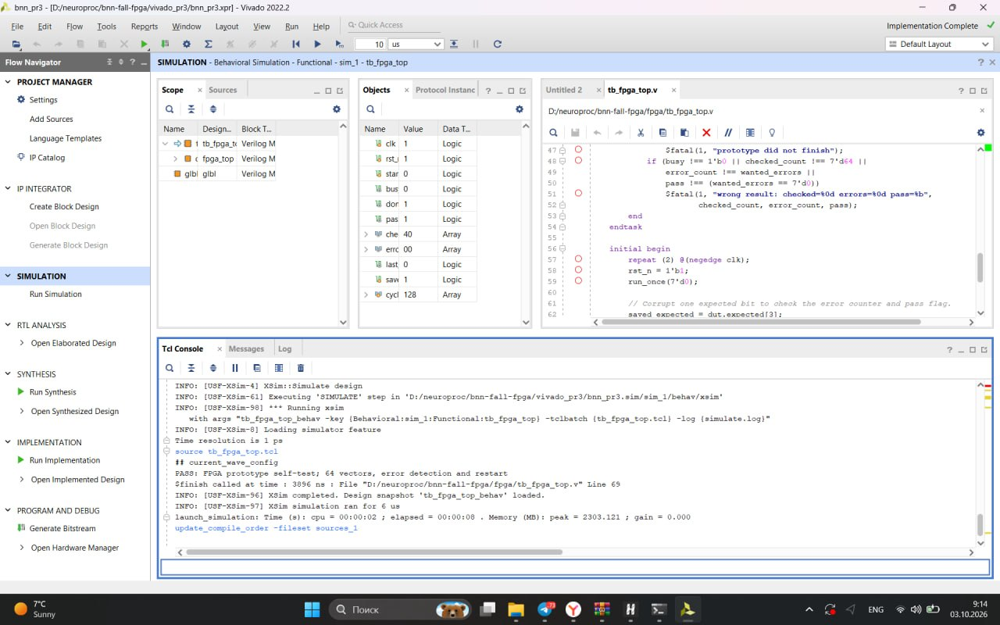 bnn_pr3 - [D:/neuroproc/bnn-fall-fpga/vivado_pr3/bnn_pr3.xpr] - Vivado 2022.2
File Edit Flow Tools Reports Window Layout View Run Help Quick Access
Implementation Complete
10 us
Default Layout
Flow Navigator
SIMULATION - Behavioral Simulation - Functional - sim_1 - tb_fpga_top
PROJECT MANAGER
Settings
Add Sources
Language Templates
IP Catalog
IP INTEGRATOR
Create Block Design
Open Block Design
Generate Block Design
SIMULATION
Run Simulation
RTL ANALYSIS
Open Elaborated Design
SYNTHESIS
Run Synthesis
Open Synthesized Design
IMPLEMENTATION
Run Implementation
Open Implemented Design
PROGRAM AND DEBUG
Generate Bitstream
Open Hardware Manager
Scope Sources
Name Design... Block T...
tb_fpga_tc Verilog M
fpga_top Verilog M
glbl glbl Verilog M
Objects Protocol Instanc
Name Value Data T...
clk 1 Logic
rst_ 1 Logic
star 0 Logic
bus 0 Logic
don 1 Logic
pas 1 Logic
che 40 Array
errc 00 Array
last_ 0 Logic
save 1 Logic
cycl 128 Array
Untitled 2 tb_fpga_top.v
D:/neuroproc/bnn-fall-fpga/fpga/tb_fpga_top.v
47 $fatal(1, "prototype did not finish");
48 if (busy !== 1'b0 || checked_count !== 7'd64 ||
49 error_count !== wanted_errors ||
50 pass !== (wanted_errors == 7'd0))
51 $fatal(1, "wrong result: checked=%0d errors=%0d pass=%b",
52 checked_count, error_count, pass);
53 end
54 endtask
55
56 initial begin
57 repeat (2) @(negedge clk);
58 rst_n = 1'b1;
59 run_once(7'd0);
60
61 // Corrupt one expected bit to check the error counter and pass flag.
62 saved_expected = dut.expected[3];
Tcl Console Messages Log
INFO: [USF-XSim-4] XSim::Simulate design
INFO: [USF-XSim-61] Executing 'SIMULATE' step in 'D:/neuroproc/bnn-fall-fpga/vivado_pr3/bnn_pr3.sim/sim_1/behav/xsim'
INFO: [USF-XSim-98] *** Running xsim
with args "tb_fpga_top_behav -key {Behavioral:sim_1:Functional:tb_fpga_top} -tclbatch {tb_fpga_top.tcl} -log {simulate.log}"
INFO: [USF-XSim-8] Loading simulator feature
Time resolution is 1 ps
source tb_fpga_top.tcl
## current_wave_config
PASS: FPGA prototype self-test; 64 vectors, error detection and restart
$finish called at time : 3896 ns : File "D:/neuroproc/bnn-fall-fpga/fpga/tb_fpga_top.v" Line 69
INFO: [USF-XSim-96] XSim completed. Design snapshot 'tb_fpga_top_behav' loaded.
INFO: [USF-XSim-97] XSim simulation ran for 6 us
launch_simulation: Time (s): cpu = 00:00:02 ; elapsed = 00:00:08 . Memory (MB): peak = 2303.121 ; gain = 0.000
update_compile_order -fileset sources_1
7°C
Sunny
Поиск
73
ENG
9:14
03.10.2026